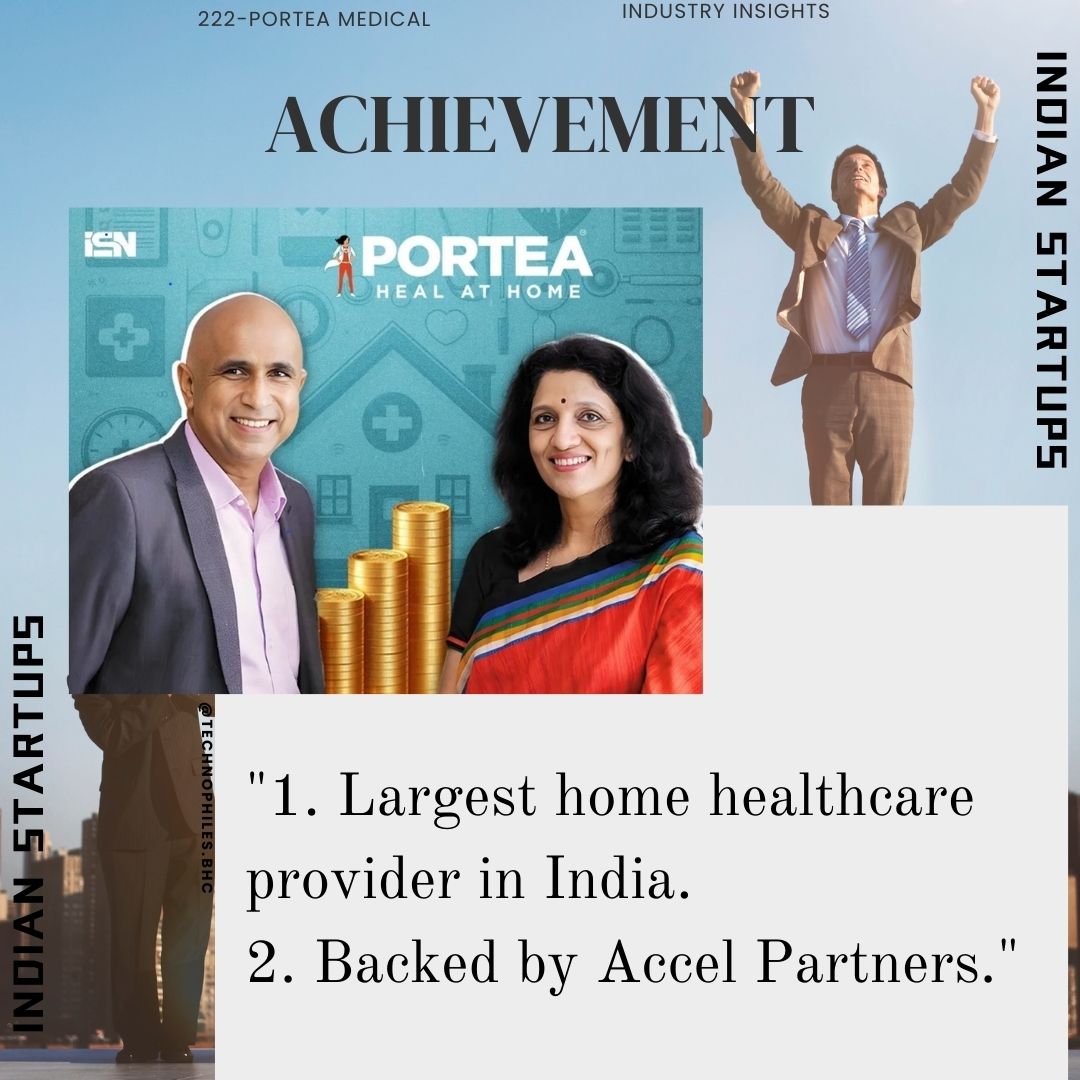 222-PORTEA MEDICAL
INDUSTRY INSIGHTS
ACHIEVEMENT
INDIAN STARTUPS
iSN
PORTEA
HEAL AT HOME
INDIAN STARTUPS
@TECHNOPHILES.BHC
"1. Largest home healthcare
provider in India.
2. Backed by Accel Partners."